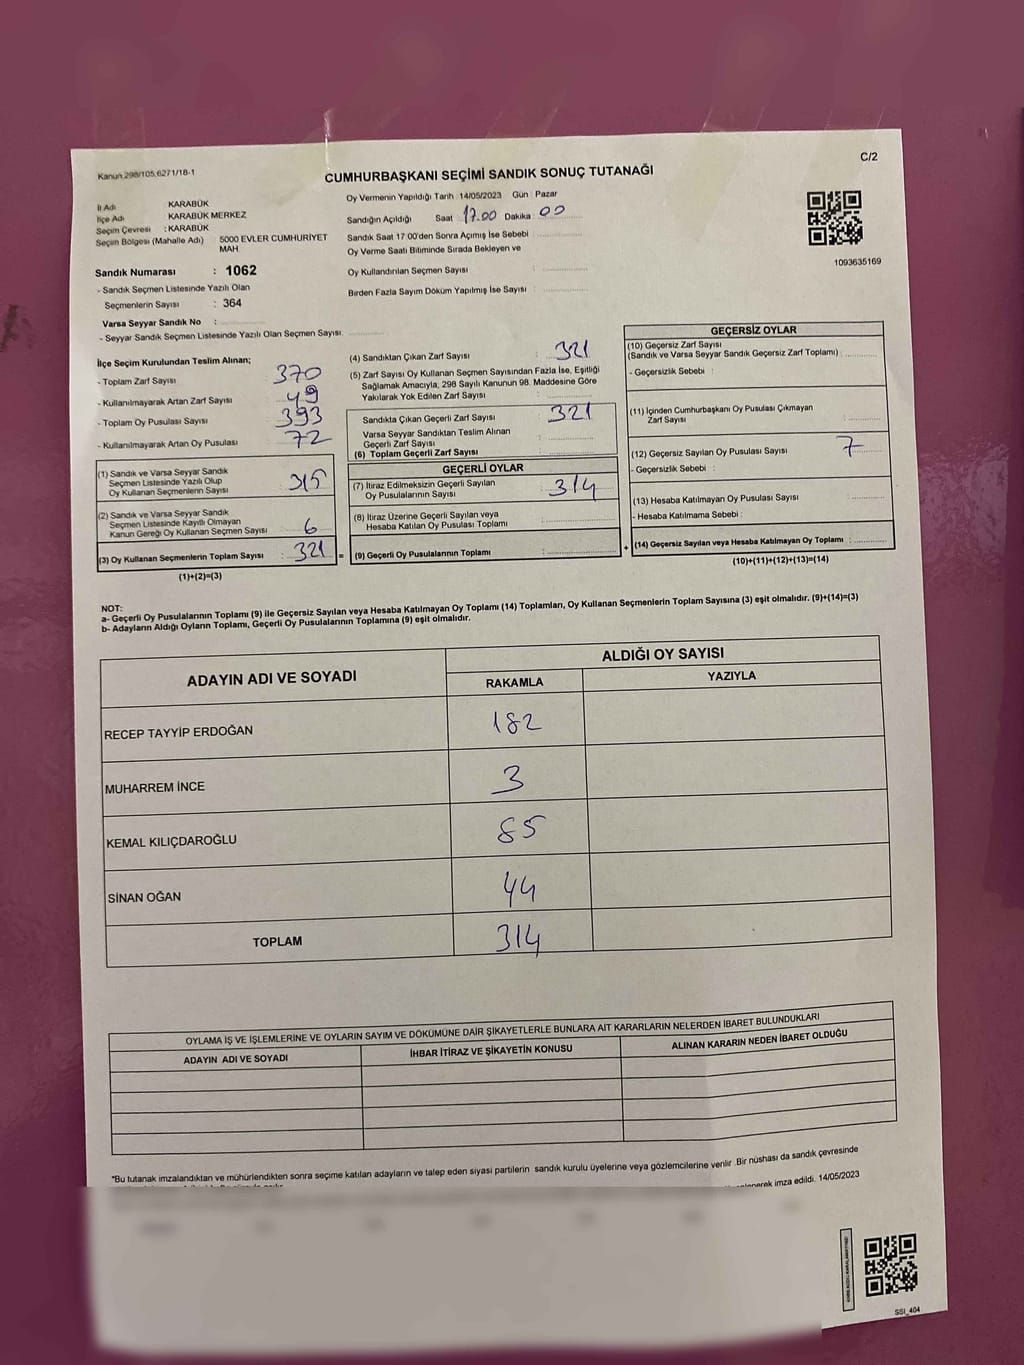 C/2
Kanun 298/105,6271/18-1
CUMHURBAŞKANI SEÇİMİ SANDIK SONUÇ TUTANAĞI
İl Adı KARABÜK
İlçe Adı KARABÜK MERKEZ
Seçim Çevresi : KARABÜK
Seçim Bölgesi (Mahalle Adı) 5000 EVLER CUMHURİYET
MAH
Sandık Numarası : 1062
- Sandık Seçmen Listesinde Yazılı Olan
Seçmenlerin Sayısı : 364
Varsa Seyyar Sandık No :
- Seyyar Sandık Seçmen Listesinde Yazılı Olan Seçmen Sayısı.
Oy Vermenin Yapıldığı Tarih : 14/05/2023 Gün : Pazar
Sandığın Açıldığı Saat 17.00 Dakika 00
Sandık Saat 17 00'den Sonra Açımış İse Sebebi :
Oy Verme Saati Bitiminde Sırada Bekleyen ve
Oy Kullandırılan Seçmen Sayısı :
Birden Fazla Sayım Döküm Yapılmış İse Sayısı :
1093635169
İlçe Seçim Kurulundan Teslim Alınan;
- Toplam Zarf Sayısı 370
- Kullanılmayarak Artan Zarf Sayısı 49
- Toplam Oy Pusulası Sayısı 393
- Kullanılmayarak Artan Oy Pusulası 72
(1) Sandık ve Varsa Seyyar Sandık
Seçmen Listesinde Yazılı Olup
Oy Kullanan Seçmenlerin Sayısı 315
(2) Sandık ve Varsa Seyyar Sandık
Seçmen Listesinde Kayıtlı Olmayan
Kanun Gereği Oy Kullanan Seçmen Sayısı 6
(3) Oy Kullanan Seçmenlerin Toplam Sayısı : 321 =
(1)+(2)=(3)
(4) Sandıktan Çıkan Zarf Sayısı : 321
(5) Zarf Sayısı Oy Kullanan Seçmen Sayısından Fazla İse, Eşitliği
Sağlamak Amacıyla, 298 Sayılı Kanunun 98. Maddesine Göre
Yakılarak Yok Edilen Zarf Sayısı :
Sandıkta Çıkan Geçerli Zarf Sayısı : 321
Varsa Seyyar Sandıktan Teslim Alınan
Geçerli Zarf Sayısı :
(6) Toplam Geçerli Zarf Sayısı :
GEÇERLİ OYLAR
(7) İtiraz Edilmeksizin Geçerli Sayılan
Oy Pusulalarının Sayısı : 314
(8) İtiraz Üzerine Geçerli Sayılan veya
Hesaba Katılan Oy Pusulası Toplamı :
(9) Geçerli Oy Pusulalarının Toplamı : +
GEÇERSİZ OYLAR
(10) Geçersiz Zarf Sayısı
(Sandık ve Varsa Seyyar Sandık Geçersiz Zarf Toplamı) :
- Geçersizlik Sebebi :
(11) İçinden Cumhurbaşkanı Oy Pusulası Çıkmayan
Zarf Sayısı :
(12) Geçersiz Sayılan Oy Pusulası Sayısı : 7
- Geçersizlik Sebebi :
(13) Hesaba Katılmayan Oy Pusulası Sayısı :
- Hesaba Katılmama Sebebi :
(14) Geçersiz Sayılan veya Hesaba Katılmayan Oy Toplamı :
(10)+(11)+(12)+(13)=(14)
NOT:
a- Geçerli Oy Pusulalarının Toplamı (9) ile Geçersiz Sayılan veya Hesaba Katılmayan Oy Toplamı (14) Toplamları, Oy Kullanan Seçmenlerin Toplam Sayısına (3) eşit olmalıdır. (9)+(14)=(3)
b- Adayların Aldığı Oyların Toplamı, Geçerli Oy Pusulalarının Toplamına (9) eşit olmalıdır.
ADAYIN ADI VE SOYADI
ALDIĞI OY SAYISI
RAKAMLA YAZIYLA
RECEP TAYYİP ERDOĞAN 182
MUHARREM İNCE 3
KEMAL KILIÇDAROĞLU 85
SİNAN OĞAN 44
TOPLAM 314
OYLAMA İŞ VE İŞLEMLERİNE VE OYLARIN SAYIM VE DÖKÜMÜNE DAİR ŞİKAYETLERLE BUNLARA AİT KARARLARIN NELERDEN İBARET BULUNDUKLARI
ADAYIN ADI VE SOYADI İHBAR İTİRAZ VE ŞİKAYETİN KONUSU ALINAN KARARIN NEDEN İBARET OLDUĞU
*Bu tutanak imzalandıktan ve mühürlendikten sonra seçime katılan adayların ve talep eden siyasi partilerin sandık kurulu üyelerine veya gözlemcilerine verilir Bir nüshası da sandık çevresinde
imza edildi. 14/05/2023
SSI_404